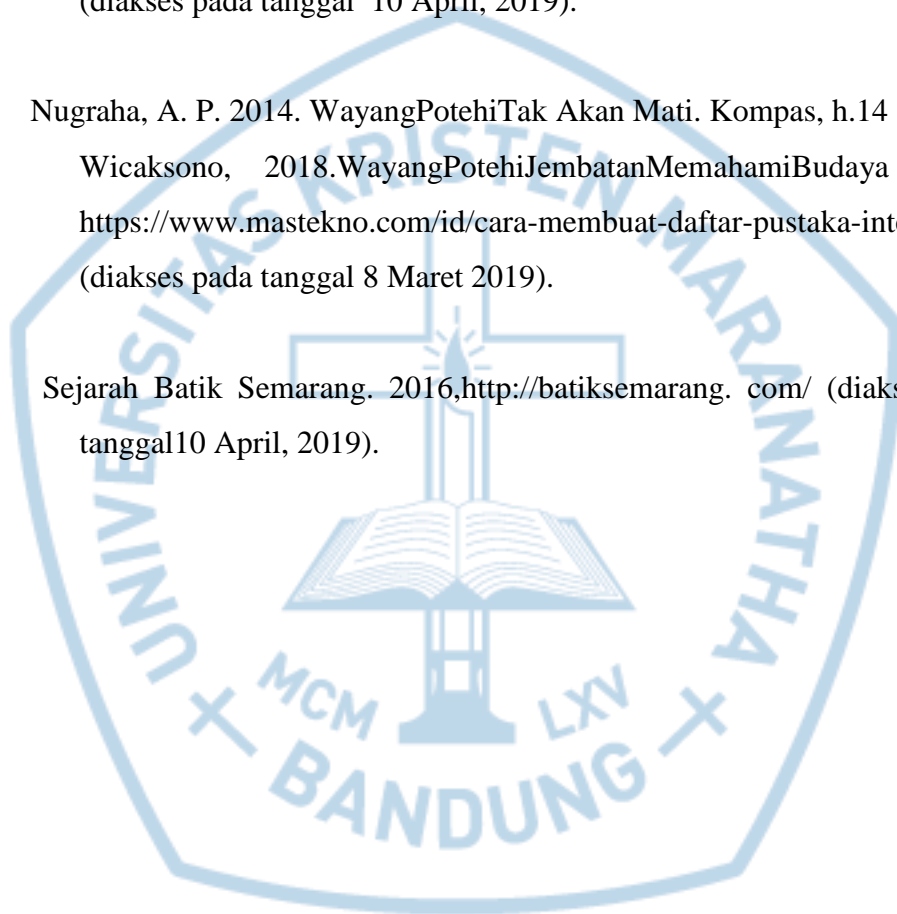 (diakses pada tanggal 10 April, 2019).
Nugraha, A. P. 2014. WayangPotehiTak Akan Mati. Kompas, h.14
Wicaksono, 2018.WayangPotehiJembatanMemahamiBudaya
https://www.mastekno.com/id/cara-membuat-daftar-pustaka-int
(diakses pada tanggal 8 Maret 2019).
Sejarah Batik Semarang. 2016,http://batiksemarang. com/ (diaks
tanggal10 April, 2019).
UNIVERSITAS KRISTEN MARANATHA
MCM LXV
BANDUNG